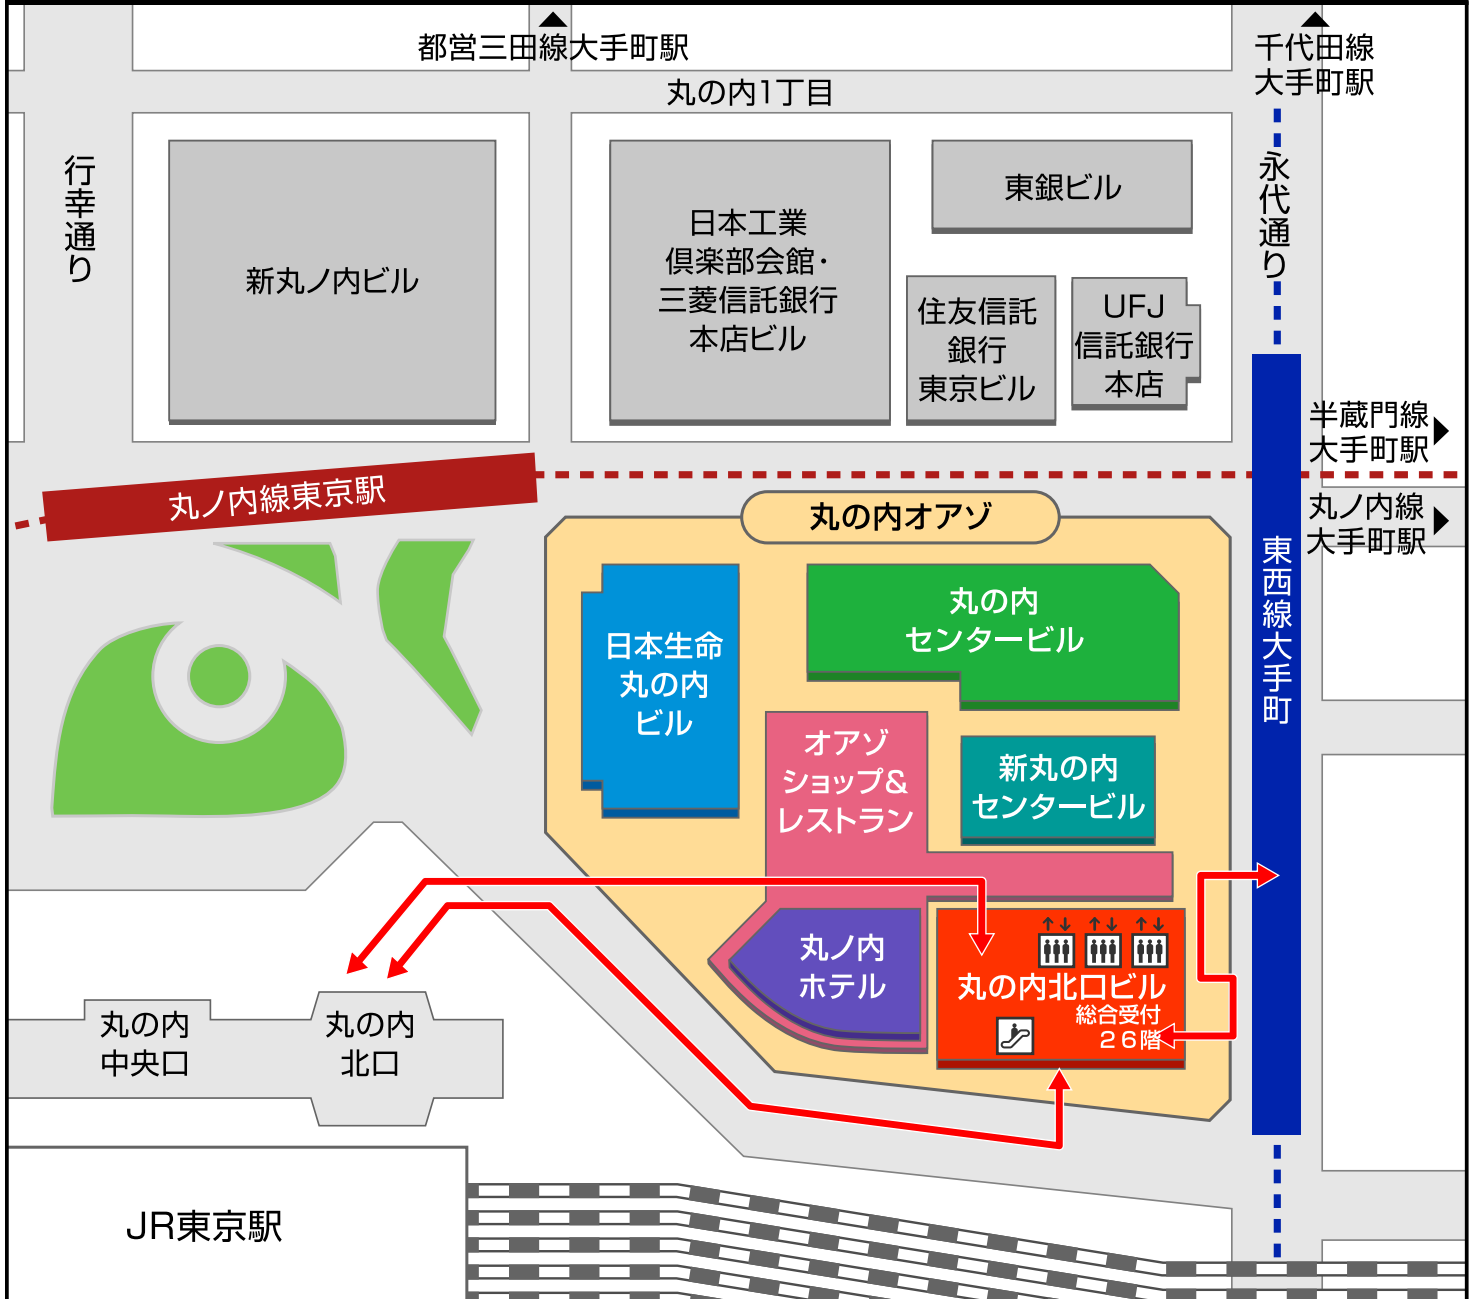 都営三田線大手町駅
千代田線
大手町駅
丸の内1丁目
行幸通り
永代通り
新丸ノ内ビル
日本工業
倶楽部会館・
三菱信託銀行
本店ビル
東銀ビル
住友信託
銀行
東京ビル
UFJ
信託銀行
本店
半蔵門線
大手町駅
丸ノ内線東京駅
丸の内オアゾ
丸ノ内線
大手町駅
東西線大手町
日本生命
丸の内
ビル
丸の内
センタービル
オアゾ
ショップ&
レストラン
新丸の内
センタービル
丸ノ内
ホテル
丸の内北口ビル
総合受付
26階
丸の内
中央口
丸の内
北口
JR東京駅